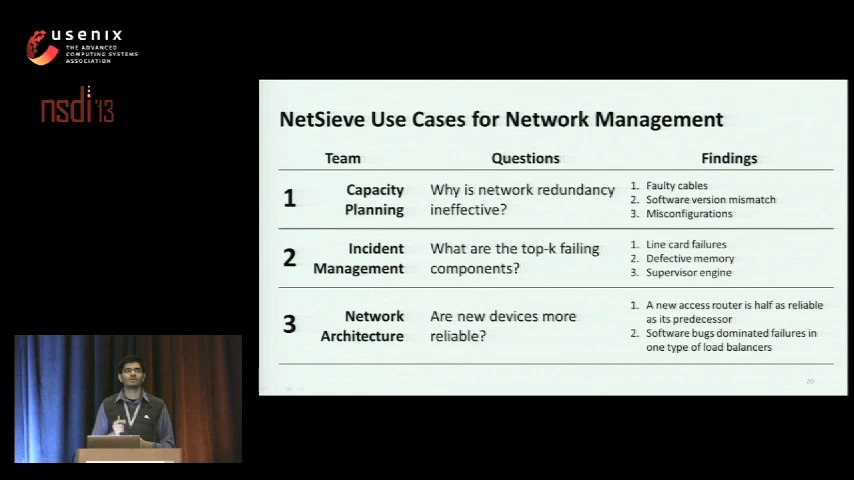 usenix
THE ADVANCED
COMPUTING SYSTEMS
ASSOCIATION
nsdi '13
NetSieve Use Cases for Network Management
Team Questions Findings
1 Capacity Planning
Why is network redundancy
ineffective?
1. Faulty cables
2. Software version mismatch
3. Misconfigurations
2 Incident Management
What are the top-k failing
components?
1. Line card failures
2. Defective memory
3. Supervisor engine
3 Network Architecture
Are new devices more
reliable?
1. A new access router is half as reliable
as its predecessor
2. Software bugs dominated failures in
one type of load balancers
20